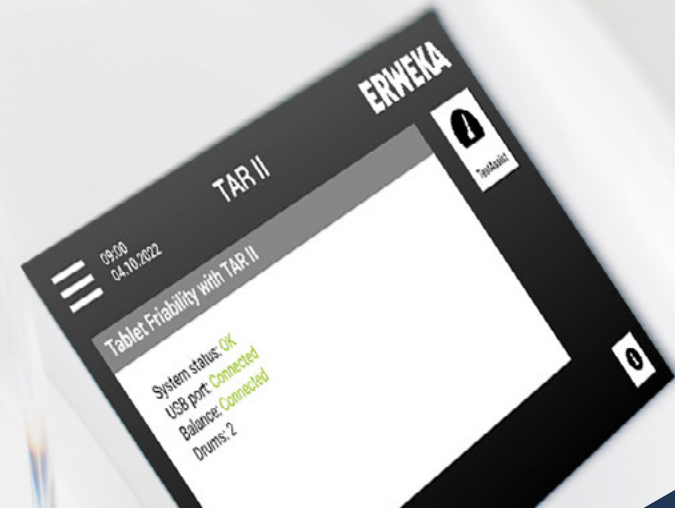 ERWEKA
TAR II
TestAssist
09:00
04.10.2022
Tablet Friability with TAR II
System status: OK
USB port: Connected
Balance: Connected
Drums: 2